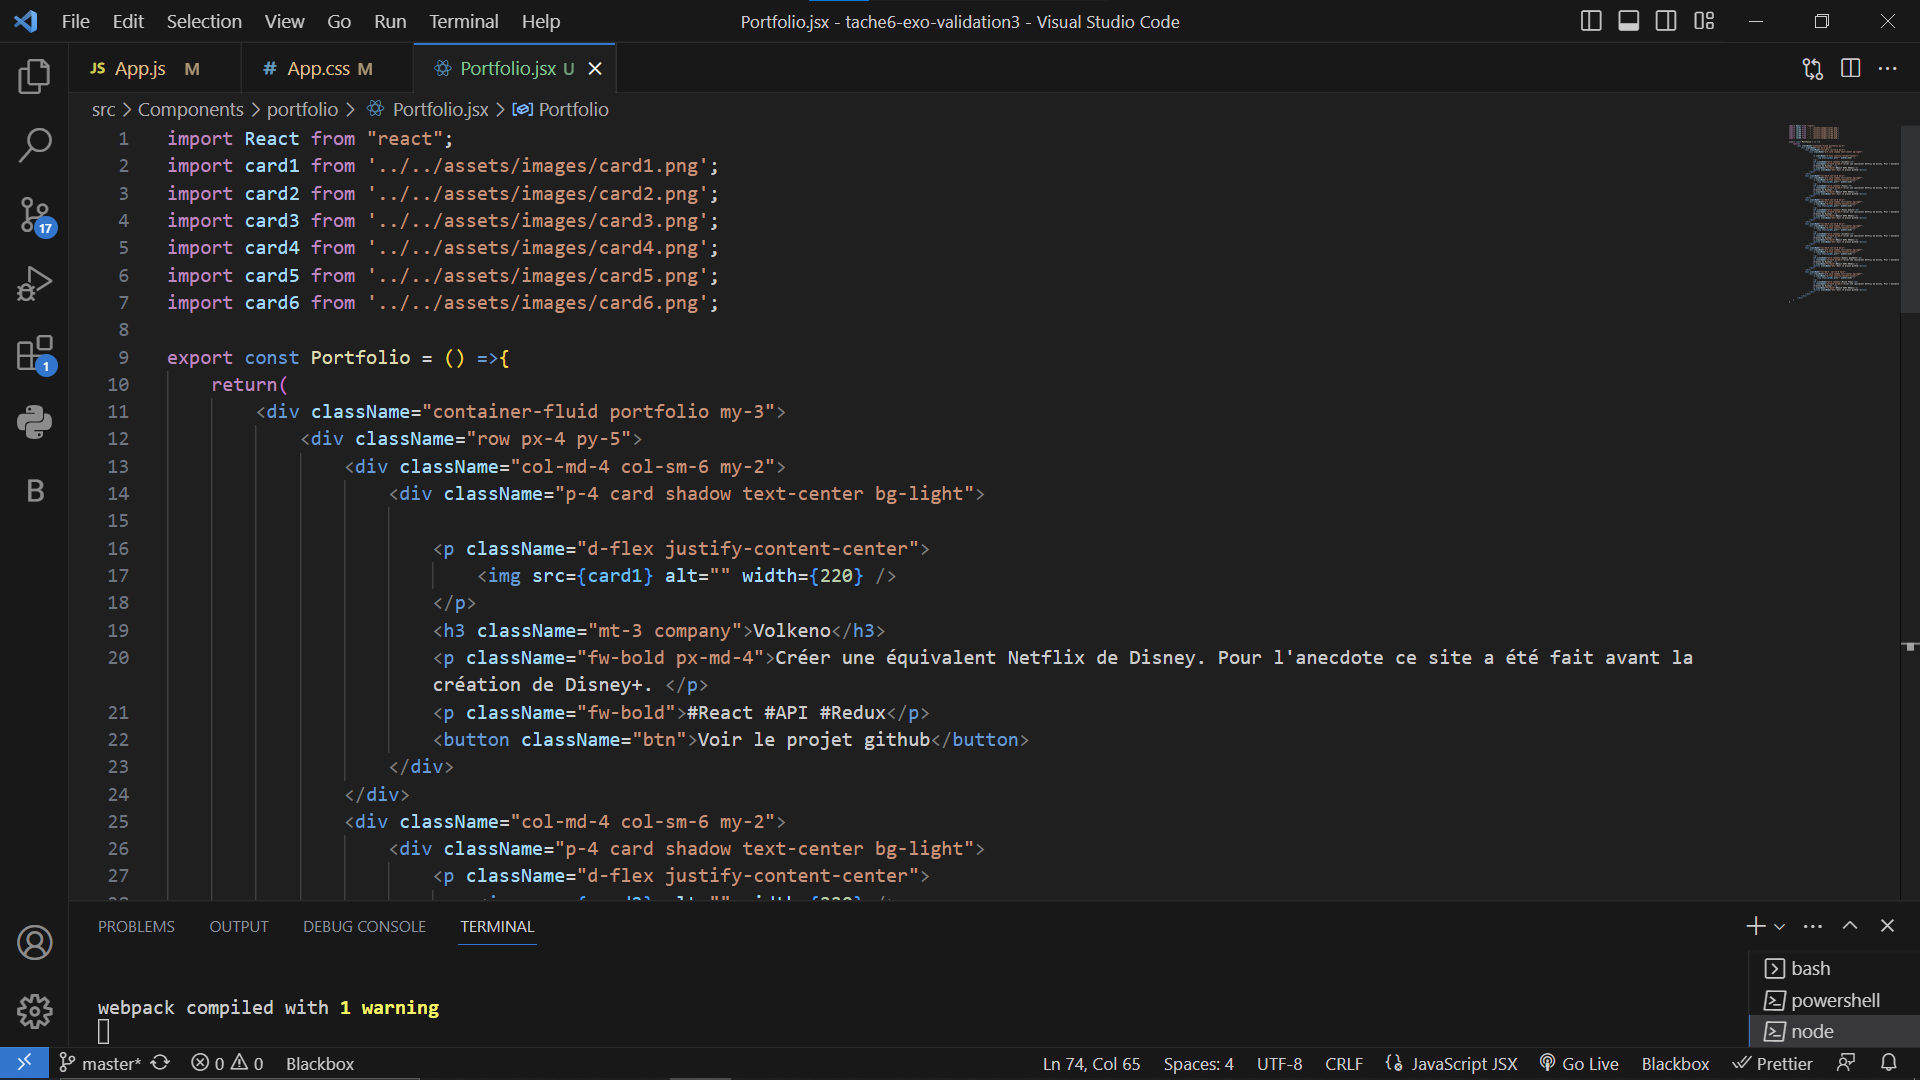 File Edit Selection View Go Run Terminal Help
Portfolio.jsx - tache6-exo-validation3 - Visual Studio Code
JS App.js M
# App.css M
Portfolio.jsx U
src > Components > portfolio > Portfolio.jsx > Portfolio
1 import React from "react";
2 import card1 from '../../assets/images/card1.png';
3 import card2 from '../../assets/images/card2.png';
4 import card3 from '../../assets/images/card3.png';
5 import card4 from '../../assets/images/card4.png';
6 import card5 from '../../assets/images/card5.png';
7 import card6 from '../../assets/images/card6.png';
8
9 export const Portfolio = () =>{
10 return(
11 <div className="container-fluid portfolio my-3">
12 <div className="row px-4 py-5">
13 <div className="col-md-4 col-sm-6 my-2">
14 <div className="p-4 card shadow text-center bg-light">
15
16 <p className="d-flex justify-content-center">
17 <img src={card1} alt="" width={220} />
18 </p>
19 <h3 className="mt-3 company">Volkeno</h3>
20 <p className="fw-bold px-md-4">Créer une équivalent Netflix de Disney. Pour l'anecdote ce site a été fait avant la
création de Disney+. </p>
21 <p className="fw-bold">#React #API #Redux</p>
22 <button className="btn">Voir le projet github</button>
23 </div>
24 </div>
25 <div className="col-md-4 col-sm-6 my-2">
26 <div className="p-4 card shadow text-center bg-light">
27 <p className="d-flex justify-content-center">
17
1
B
PROBLEMS OUTPUT DEBUG CONSOLE TERMINAL
webpack compiled with 1 warning
bash
powershell
node
master* 0 0 Blackbox
Ln 74, Col 65 Spaces: 4 UTF-8 CRLF {} JavaScript JSX Go Live Blackbox Prettier